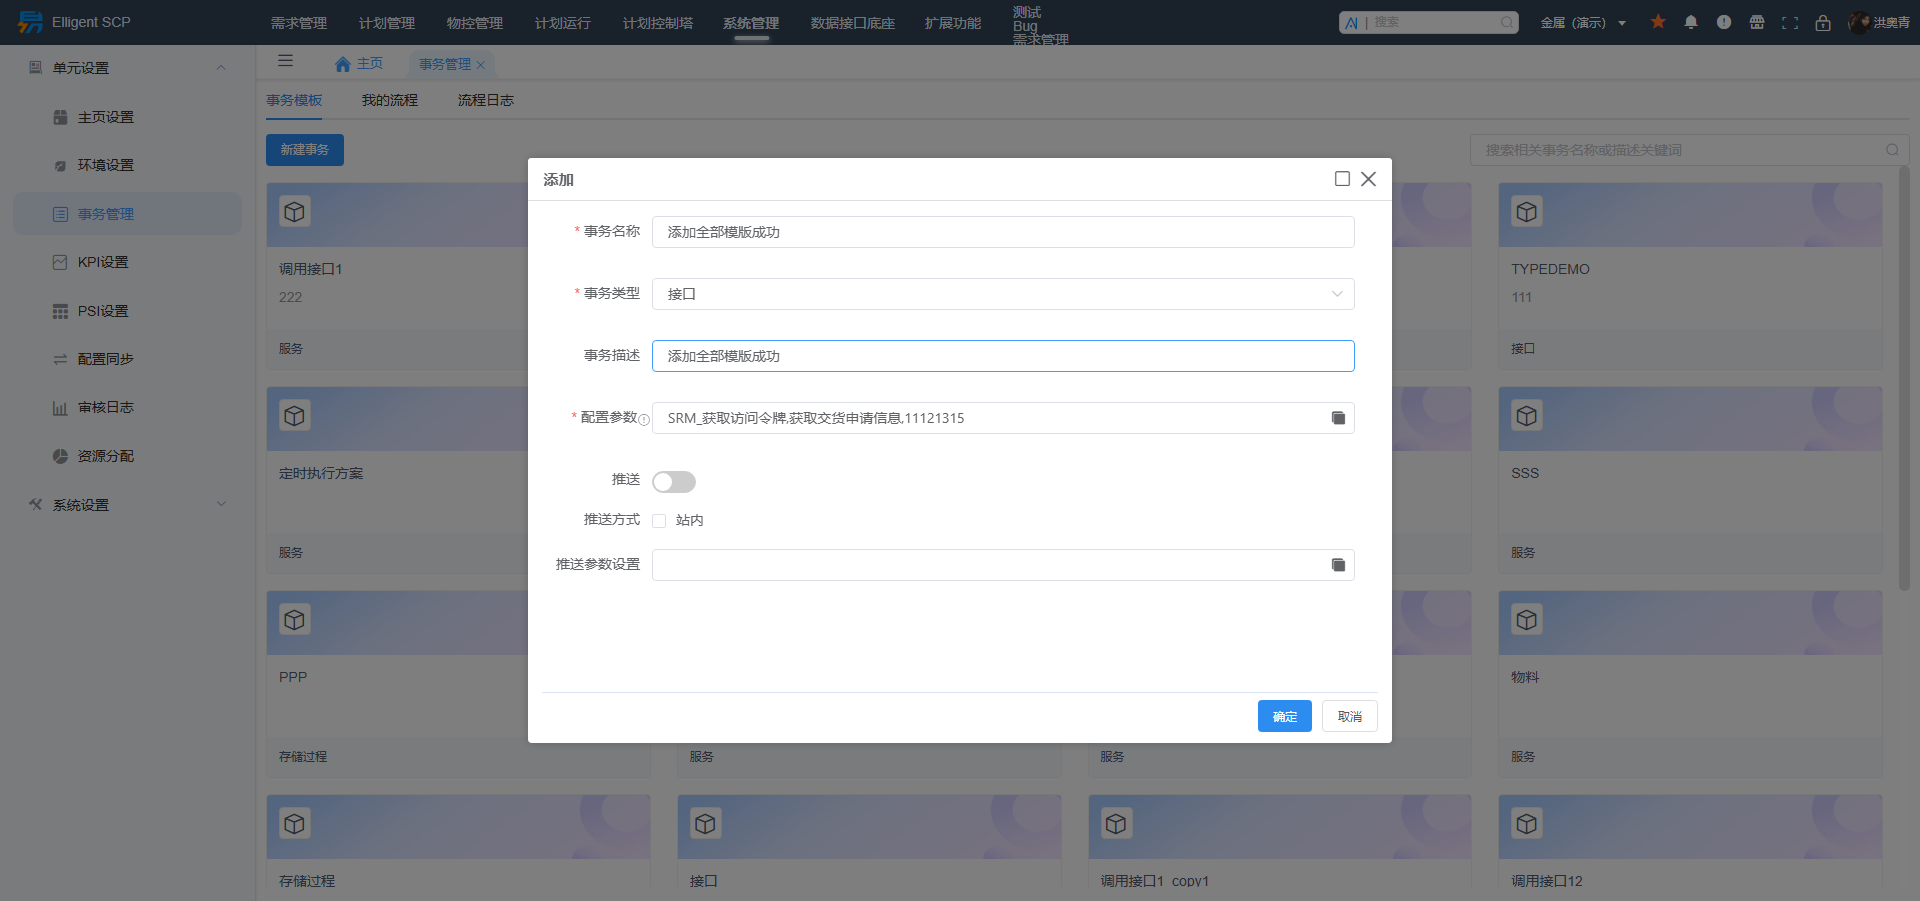 Elligent SCP
需求管理
计划管理
物控管理
计划运行
计划控制塔
系统管理
数据接口底座
扩展功能
测试
Bug
需求管理
AI | 搜索
金属（演示）
洪奥青
单元设置
主页设置
环境设置
事务管理
KPI设置
PSI设置
配置同步
审核日志
资源分配
系统设置
主页
事务管理
事务模板
我的流程
流程日志
新建事务
搜索相关事务名称或描述关键词
调用接口1
222
服务
TYPEDEMO
111
接口
定时执行方案
服务
SSS
服务
PPP
存储过程
服务
服务
物料
服务
存储过程
接口
调用接口1_copy1
调用接口12
添加
* 事务名称
添加全部模版成功
* 事务类型
接口
事务描述
添加全部模版成功
* 配置参数
SRM_获取访问令牌,获取交货申请信息,11121315
推送
推送方式
站内
推送参数设置
确定
取消